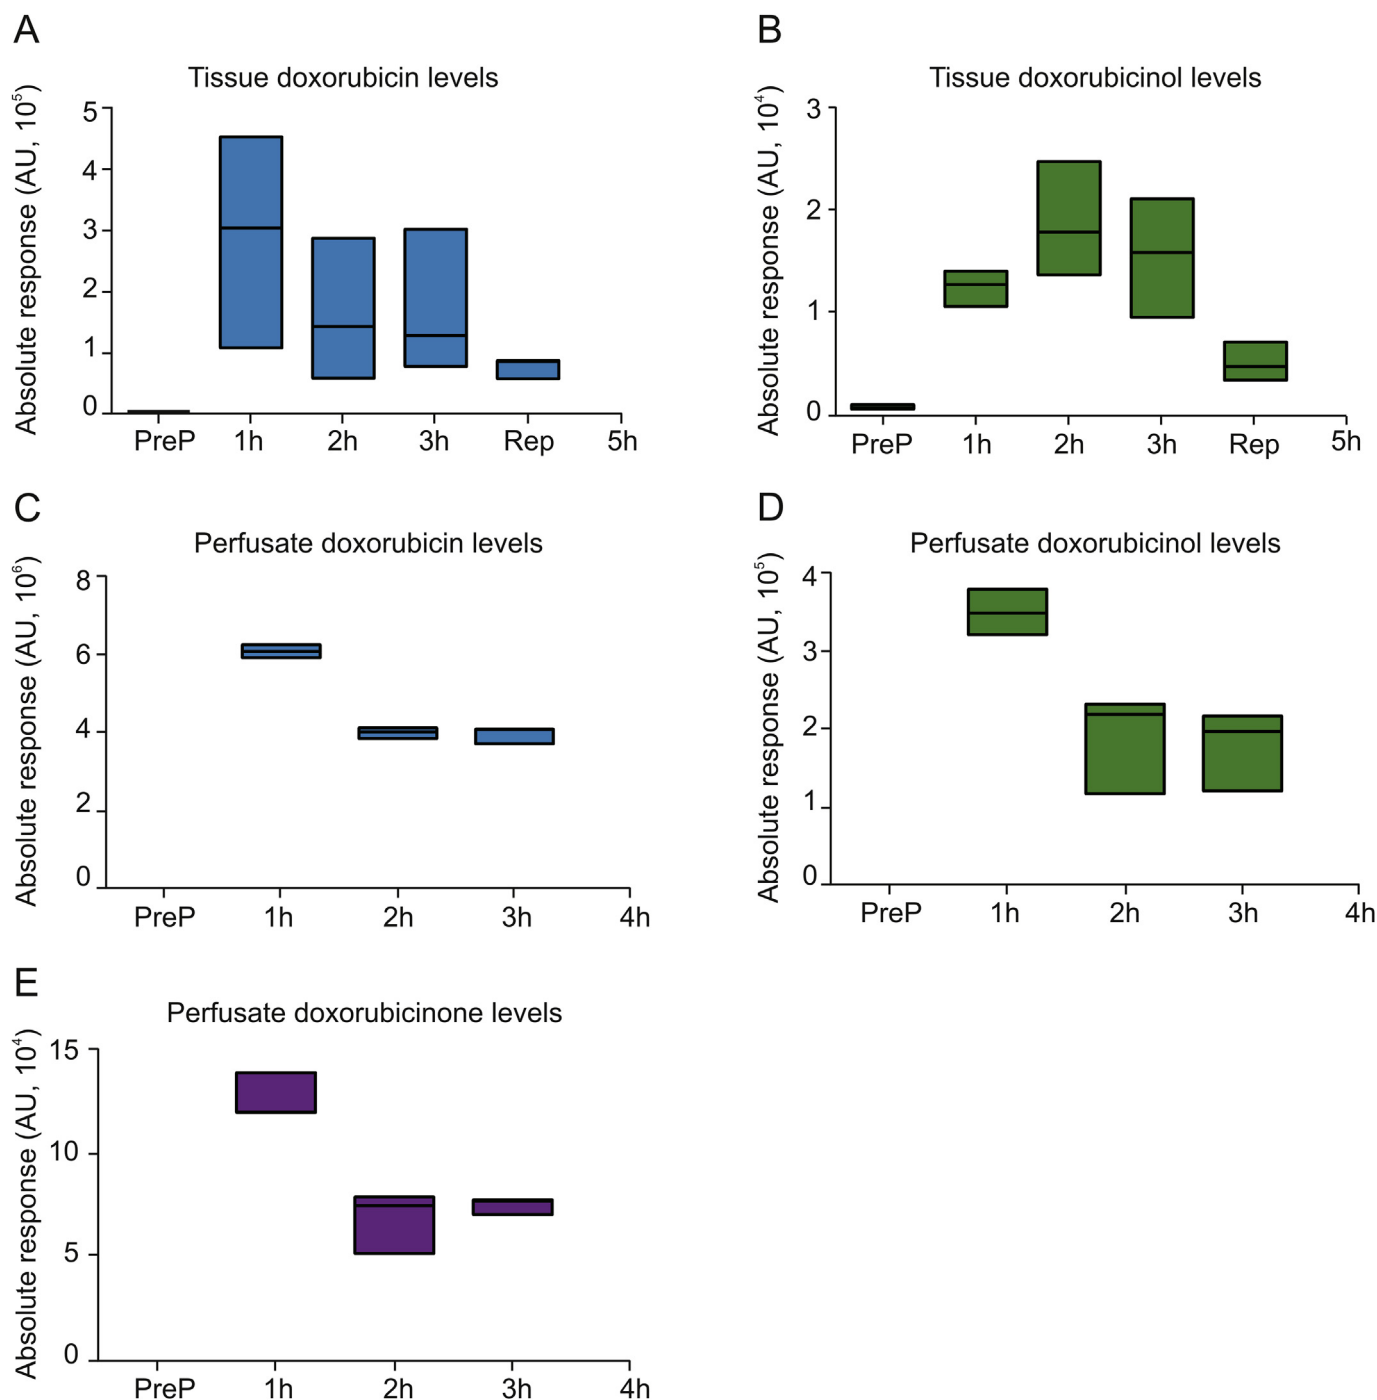 A
Tissue doxorubicin levels
Absolute response (AU, 10⁵)
5
4
3
2
1
0
PreP 1h 2h 3h Rep 5h
B
Tissue doxorubicinol levels
Absolute response (AU, 10⁴)
3
2
1
0
PreP 1h 2h 3h Rep 5h
C
Perfusate doxorubicin levels
Absolute response (AU, 10⁶)
8
6
4
2
0
PreP 1h 2h 3h 4h
D
Perfusate doxorubicinol levels
Absolute response (AU, 10⁵)
4
3
2
1
0
PreP 1h 2h 3h 4h
E
Perfusate doxorubicinone levels
Absolute response (AU, 10⁴)
15
10
5
0
PreP 1h 2h 3h 4h